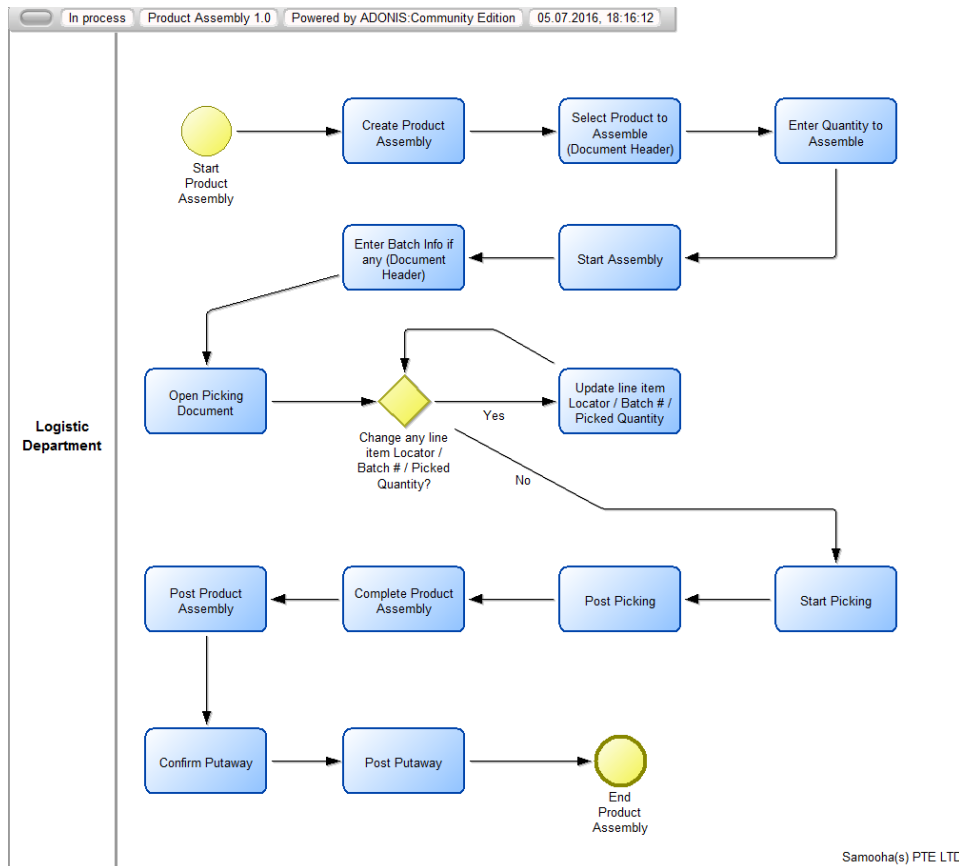 In process Product Assembly 1.0 Powered by ADONIS:Community Edition 05.07.2016, 18:16:12
Logistic
Department
Start
Product
Assembly
Create Product
Assembly
Select Product to
Assemble
(Document Header)
Enter Quantity to
Assemble
Start Assembly
Enter Batch Info if
any (Document
Header)
Open Picking
Document
Change any line
item Locator /
Batch # / Picked
Quantity?
Yes
Update line item
Locator / Batch # /
Picked Quantity
No
Start Picking
Post Picking
Complete Product
Assembly
Post Product
Assembly
Confirm Putaway
Post Putaway
End
Product
Assembly
Samooha(s) PTE LTD